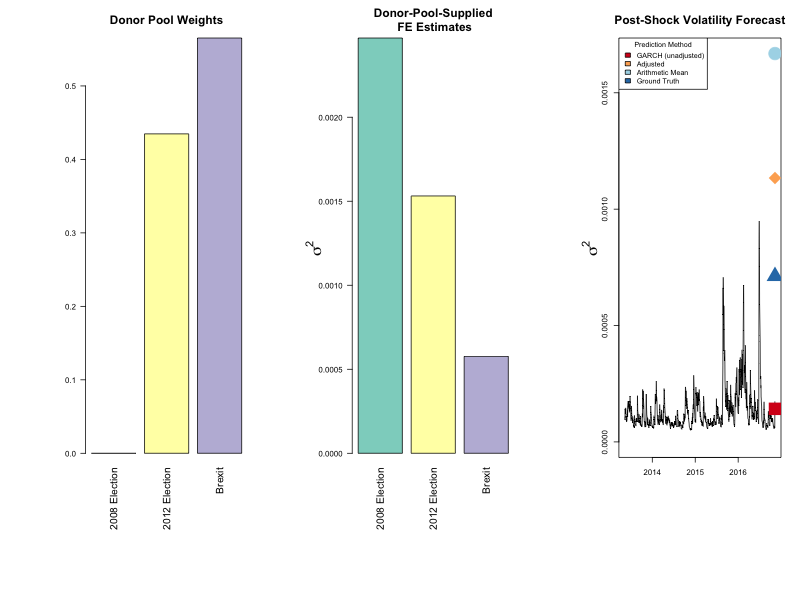 Donor Pool Weights
0.5
0.4
0.3
0.2
0.1
0.0
2008 Election
2012 Election
Brexit
Donor-Pool-Supplied
FE Estimates
σ²
0.0020
0.0015
0.0010
0.0005
0.0000
2008 Election
2012 Election
Brexit
Post-Shock Volatility Forecast
Prediction Method
GARCH (unadjusted)
Adjusted
Arithmetic Mean
Ground Truth
σ²
0.0015
0.0010
0.0005
0.0000
2014
2015
2016